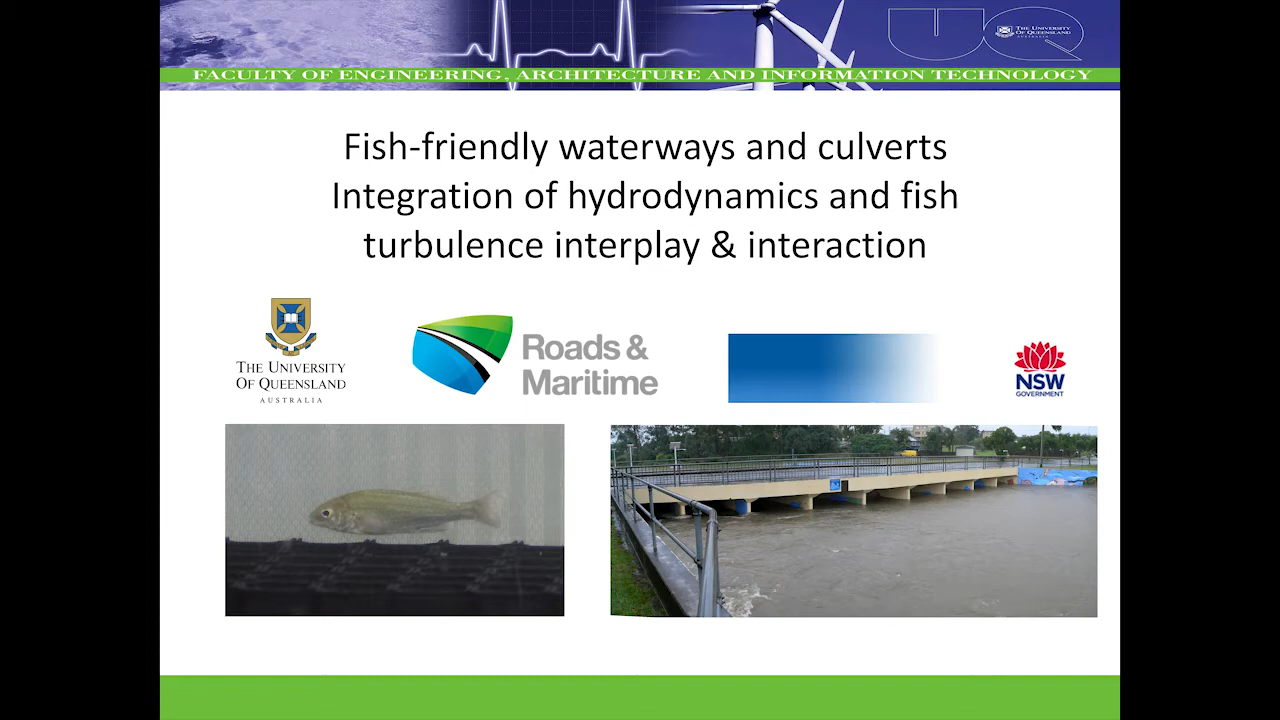 THE UNIVERSITY
OF QUEENSLAND
AUSTRALIA
FACULTY OF ENGINEERING, ARCHITECTURE AND INFORMATION TECHNOLOGY
Fish-friendly waterways and culverts
Integration of hydrodynamics and fish
turbulence interplay & interaction
THE UNIVERSITY
OF QUEENSLAND
AUSTRALIA
Roads &
Maritime
NSW
GOVERNMENT